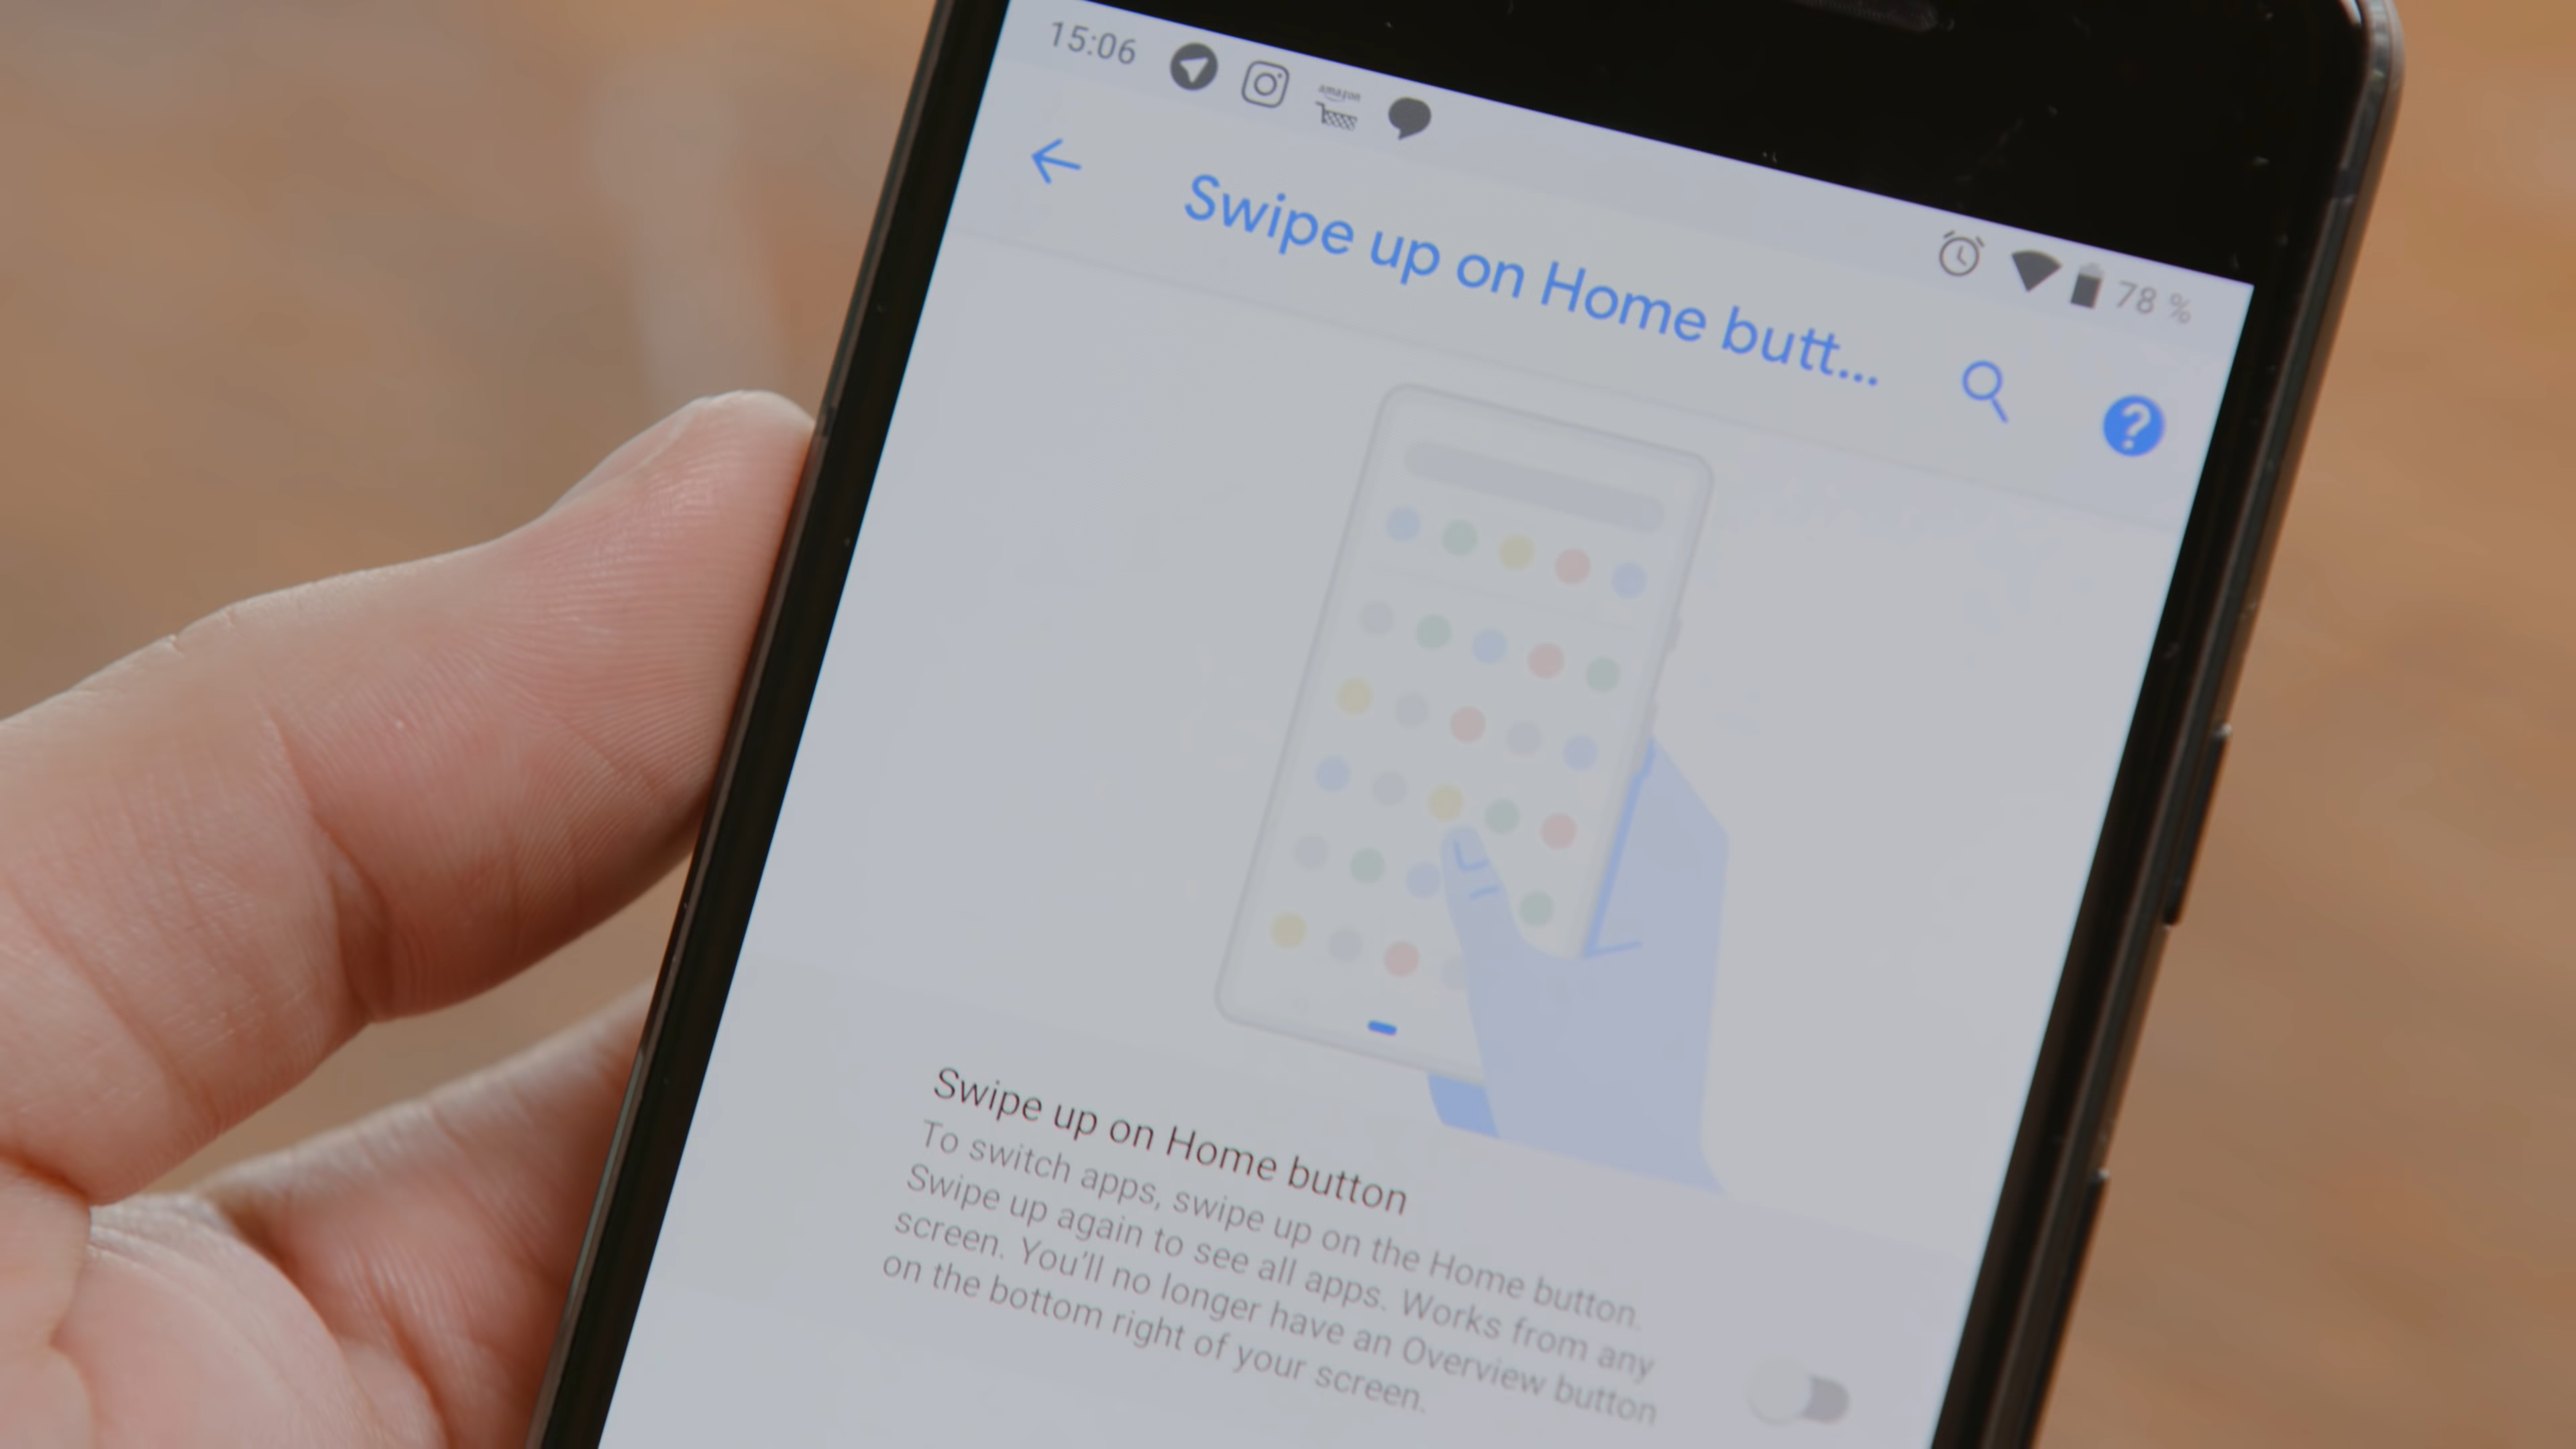 15:06
amazon
78 %
Swipe up on Home butt...
?
Swipe up on Home button
To switch apps, swipe up on the Home button.
Swipe up again to see all apps. Works from any
screen. You'll no longer have an Overview button
on the bottom right of your screen.